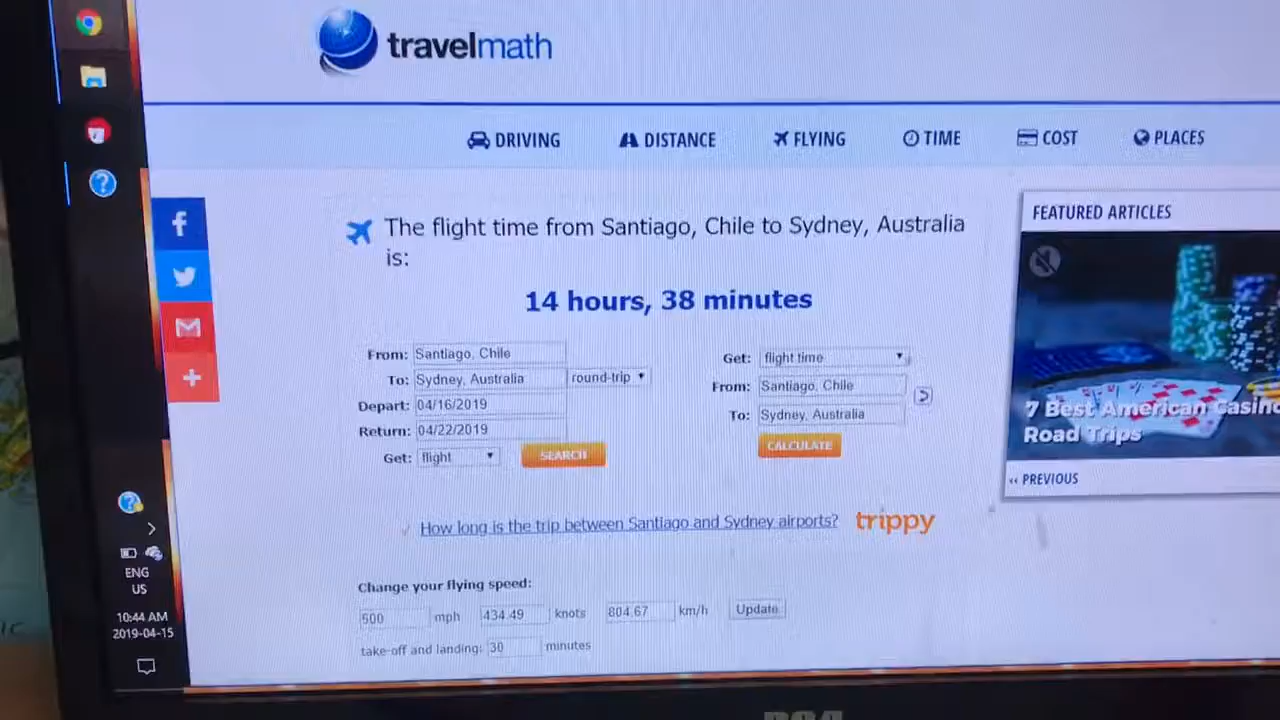 travelmath
DRIVING DISTANCE FLYING TIME COST PLACES
The flight time from Santiago, Chile to Sydney, Australia
is:
14 hours, 38 minutes
From: Santiago, Chile
To: Sydney, Australia round-trip
Depart: 04/16/2019
Return: 04/22/2019
Get: flight SEARCH
Get: flight time
From: Santiago, Chile
To: Sydney, Australia
CALCULATE
How long is the trip between Santiago and Sydney airports? trippy
Change your flying speed:
500 mph 434.49 knots 804.67 km/h Update
take-off and landing: 30 minutes
FEATURED ARTICLES
7 Best American Casino
Road Trips
‹‹ PREVIOUS
ENG
US
10:44 AM
2019-04-15